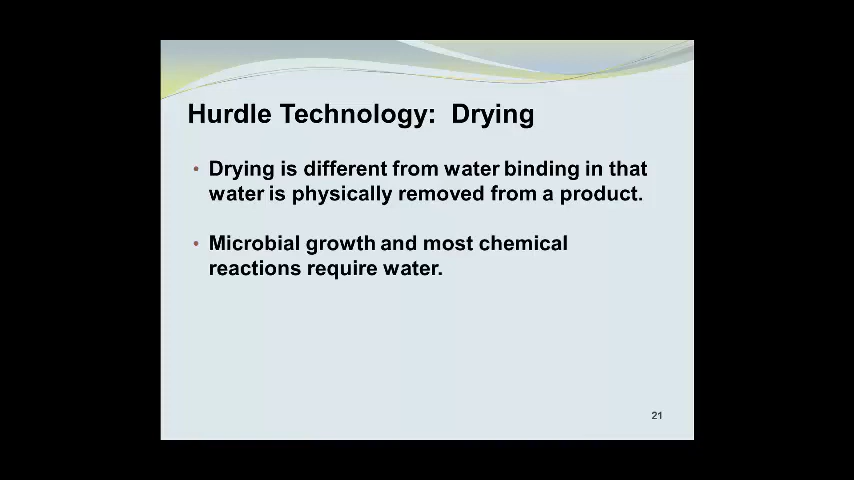 Hurdle Technology: Drying
• Drying is different from water binding in that
water is physically removed from a product.
• Microbial growth and most chemical
reactions require water.
21